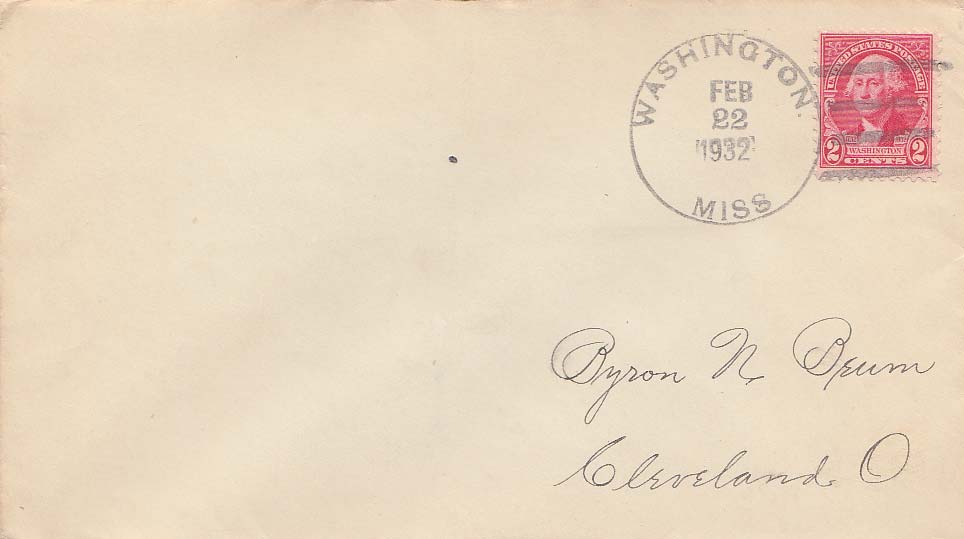 WASHINGTON.
FEB
22
1932
MISS
UNITED STATES POSTAGE
WASHINGTON
2 CENTS 2
Byron N. Brum
Cleveland. O